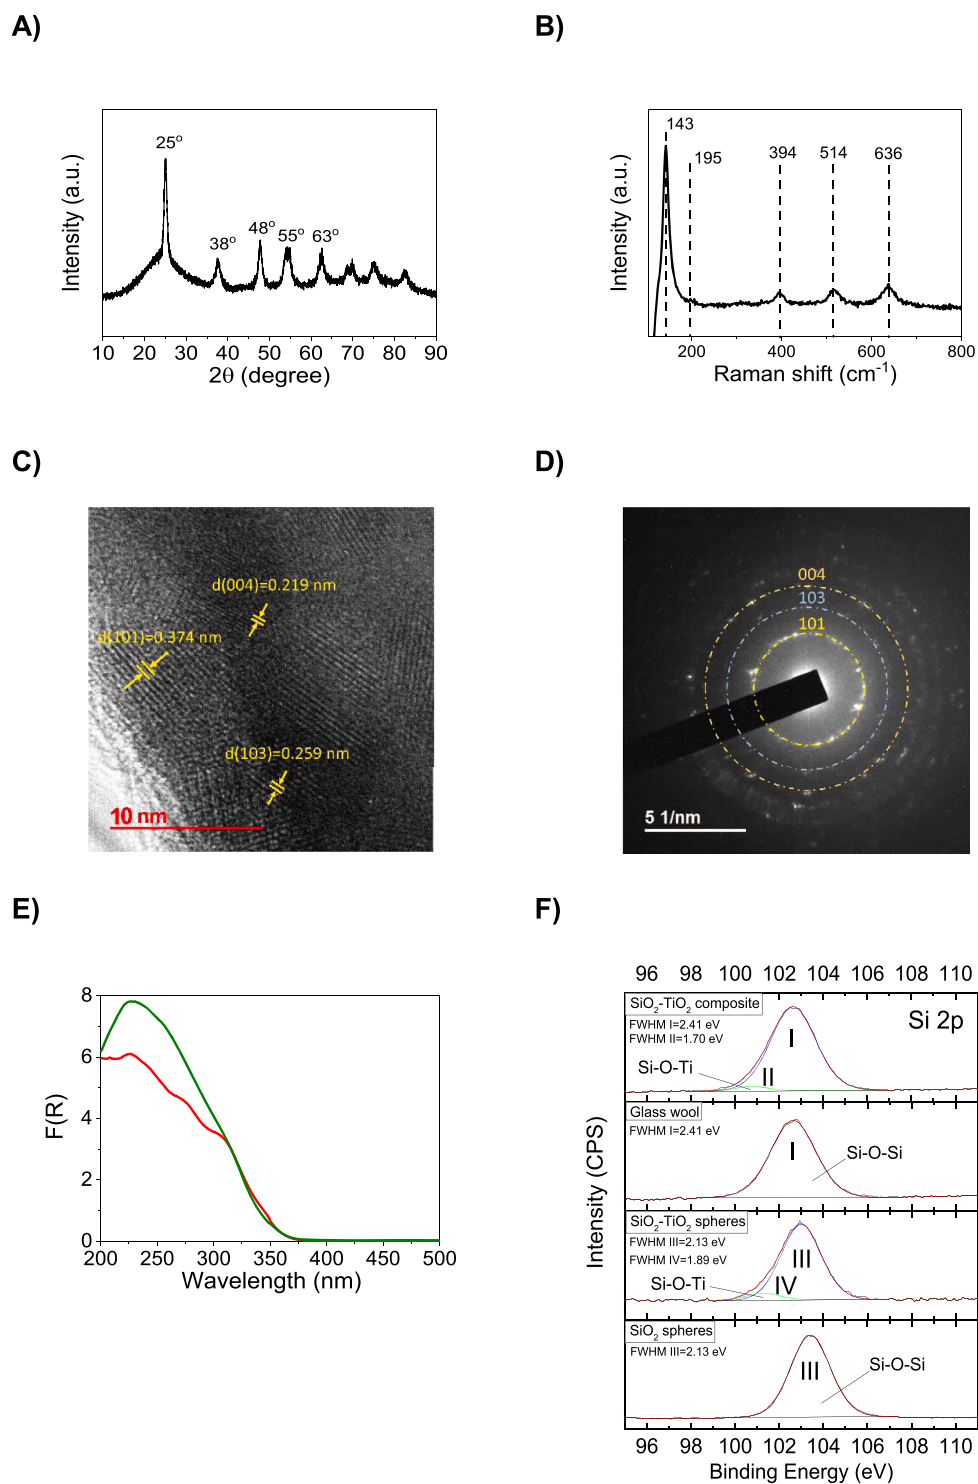 A)
Intensity (a.u.)
25°
38°
48°
55°
63°
10 20 30 40 50 60 70 80 90
2θ (degree)
B)
Intensity (a.u.)
143
195
394
514
636
200 400 600 800
Raman shift (cm⁻¹)
C)
d(004)=0.219 nm
d(101)=0.374 nm
d(103)=0.259 nm
10 nm
D)
004
103
101
5 1/nm
E)
F(R)
8
6
4
2
0
200 250 300 350 400 450 500
Wavelength (nm)
F)
96 98 100 102 104 106 108 110
Intensity (CPS)
SiO₂-TiO₂ composite
Si 2p
FWHM I=2.41 eV
FWHM II=1.70 eV
I
Si-O-Ti
II
Glass wool
FWHM I=2.41 eV
I
Si-O-Si
SiO₂-TiO₂ spheres
FWHM III=2.13 eV
FWHM IV=1.89 eV
III
Si-O-Ti
IV
SiO₂ spheres
FWHM III=2.13 eV
III
Si-O-Si
96 98 100 102 104 106 108 110
Binding Energy (eV)